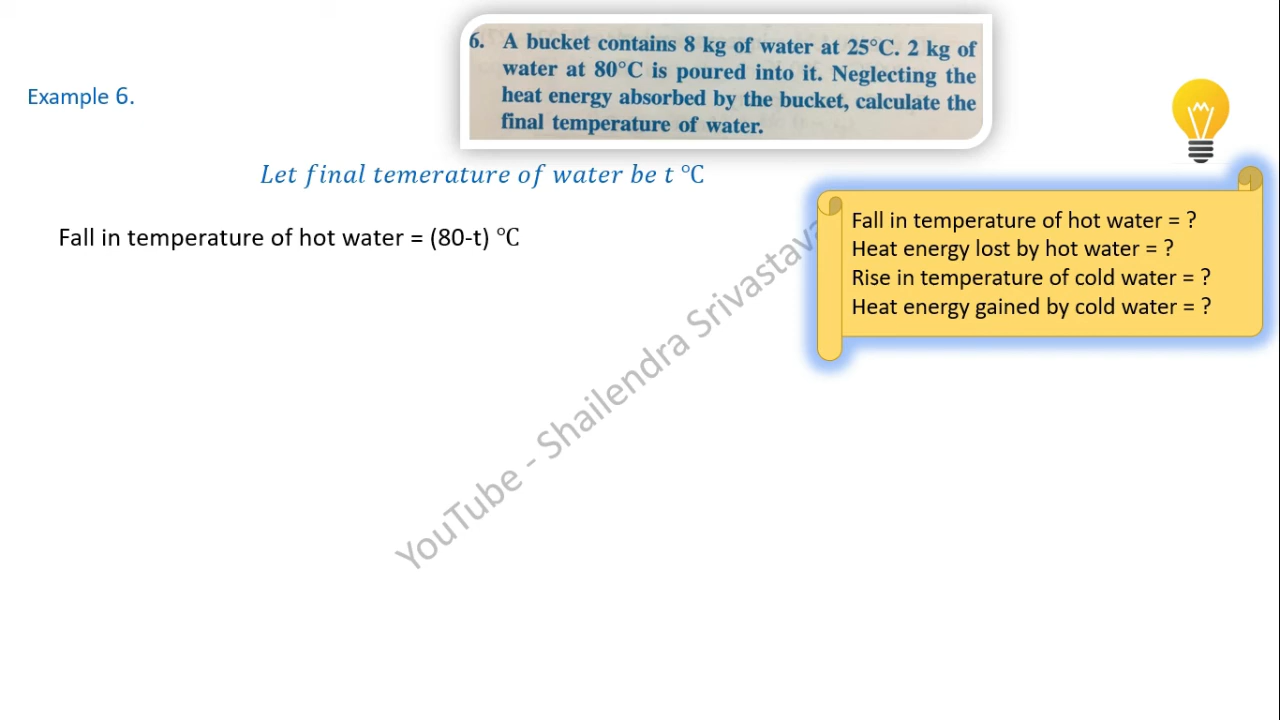 6. A bucket contains 8 kg of water at 25°C. 2 kg of
water at 80°C is poured into it. Neglecting the
heat energy absorbed by the bucket, calculate the
final temperature of water.
Example 6.
Let final temerature of water be t °C
Fall in temperature of hot water = (80-t) °C
Fall in temperature of hot water = ?
Heat energy lost by hot water = ?
Rise in temperature of cold water = ?
Heat energy gained by cold water = ?
YouTube - Shailendra Srivastava